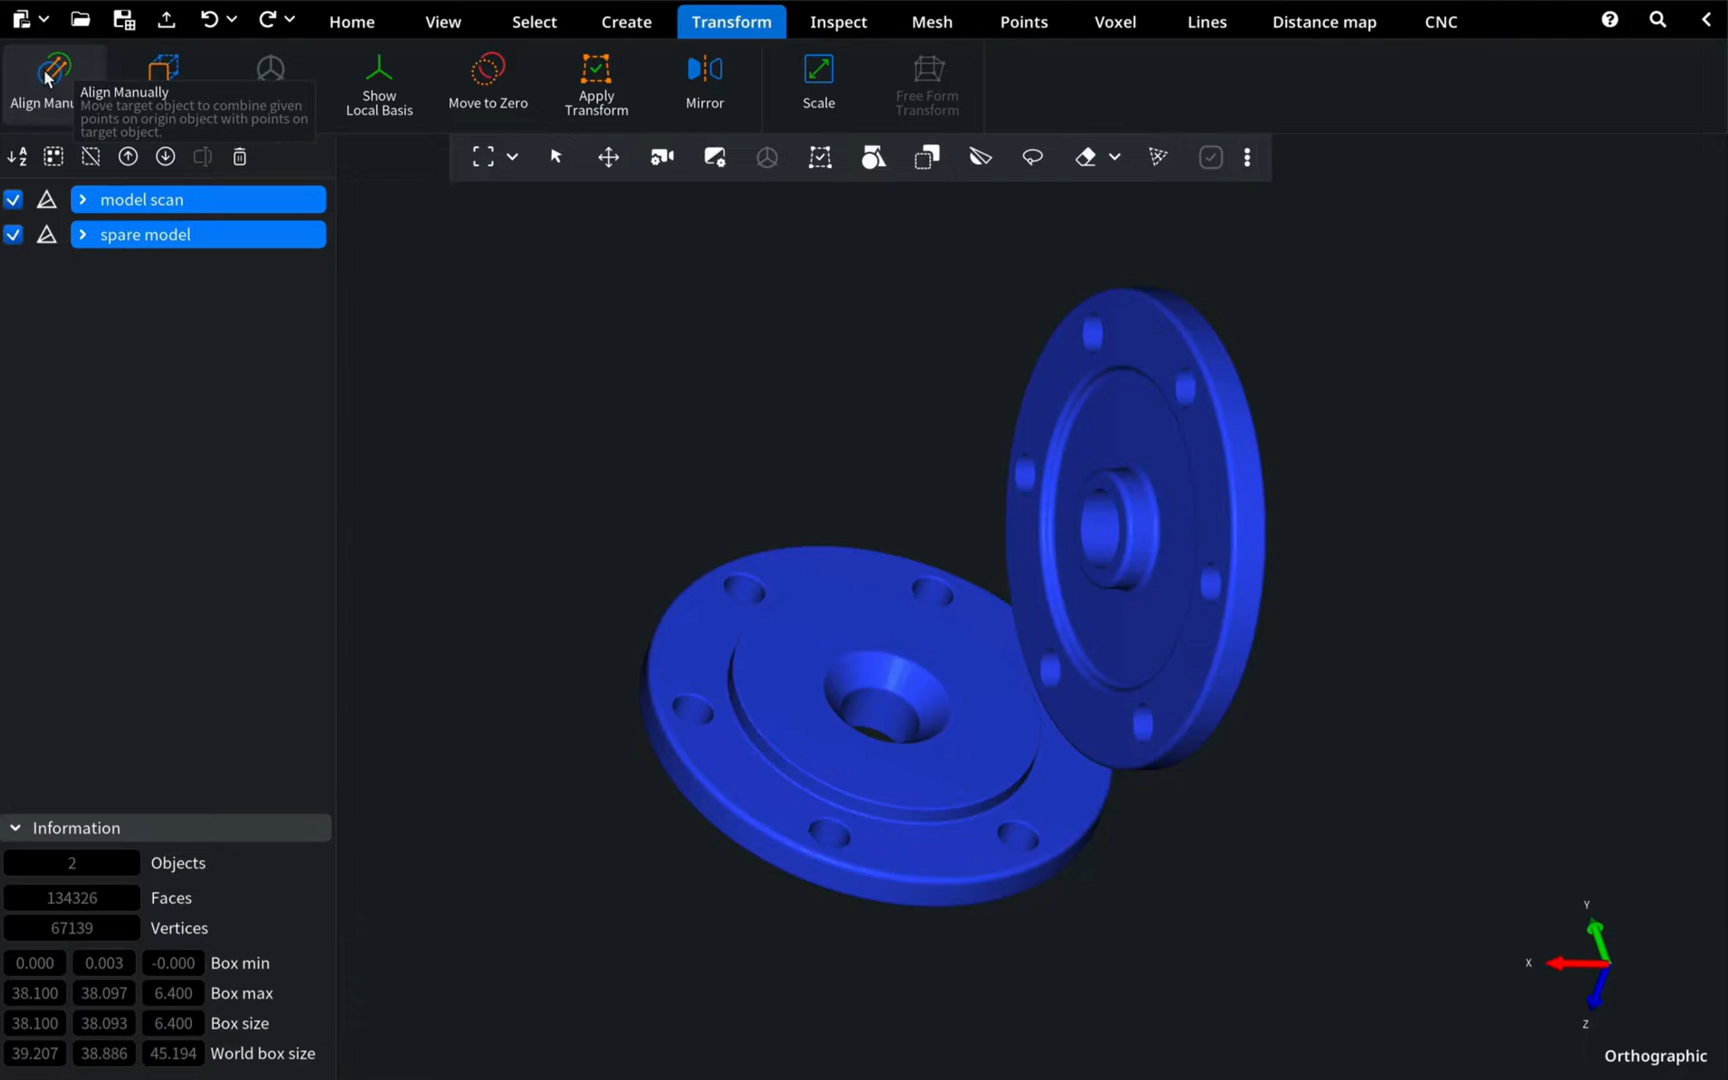 Home View Select Create Transform Inspect Mesh Points Voxel Lines Distance map CNC
Align Manu
Align Manually
Move target object to combine given
points on origin object with points on
target object.
Show
Local Basis
Move to Zero
Apply
Transform
Mirror
Scale
Free Form
Transform
model scan
spare model
Information
2 Objects
134326 Faces
67139 Vertices
0.000 0.003 -0.000 Box min
38.100 38.097 6.400 Box max
38.100 38.093 6.400 Box size
39.207 38.886 45.194 World box size
Y
X
Z
Orthographic